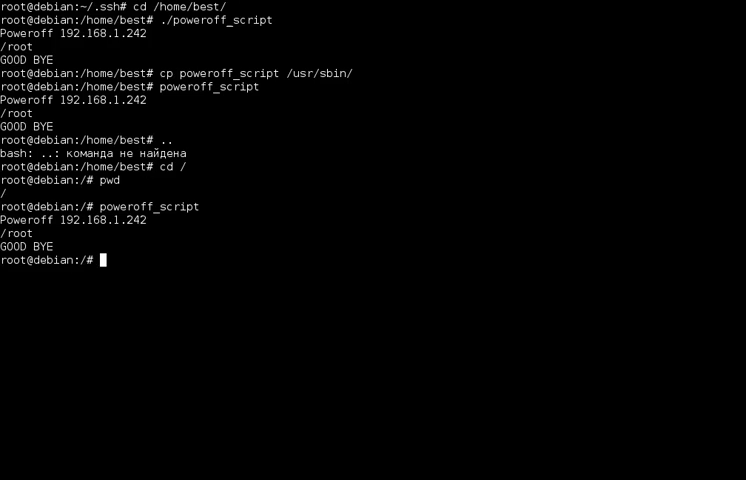 root@debian:~/.ssh# cd /home/best/
root@debian:/home/best# ./poweroff_script
Poweroff 192.168.1.242
/root
GOOD BYE
root@debian:/home/best# cp poweroff_script /usr/sbin/
root@debian:/home/best# poweroff_script
Poweroff 192.168.1.242
/root
GOOD BYE
root@debian:/home/best# ..
bash: ..: команда не найдена
root@debian:/home/best# cd /
root@debian:/# pwd
/
root@debian:/# poweroff_script
Poweroff 192.168.1.242
/root
GOOD BYE
root@debian:/#